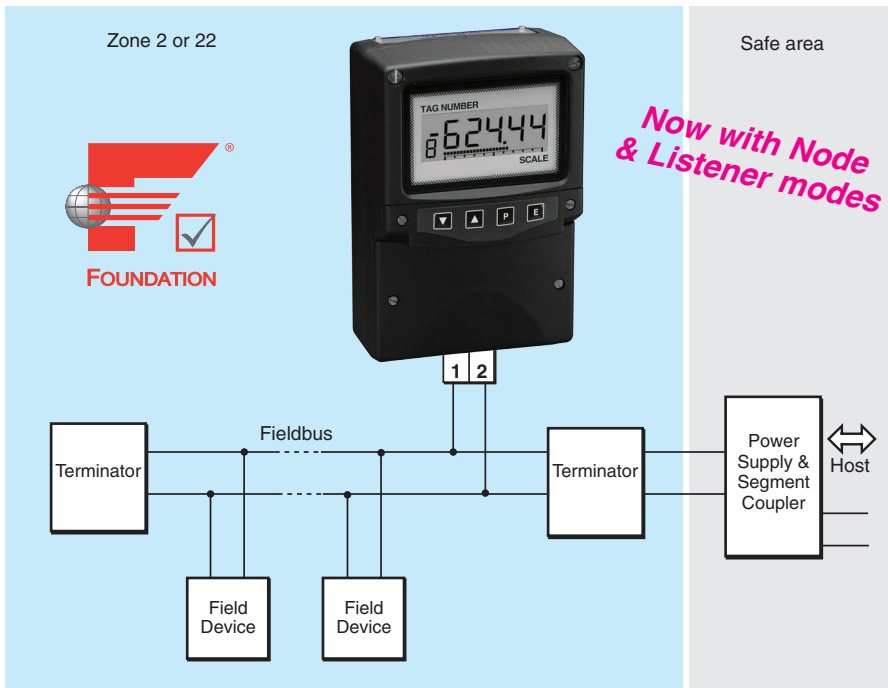 Zone 2 or 22
Safe area
TAG NUMBER
8
-624.44
SCALE
P
E
Now with Node
& Listener modes
®
FOUNDATION
1 2
Fieldbus
Terminator
Terminator
Power
Supply &
Segment
Coupler
Host
Field
Device
Field
Device